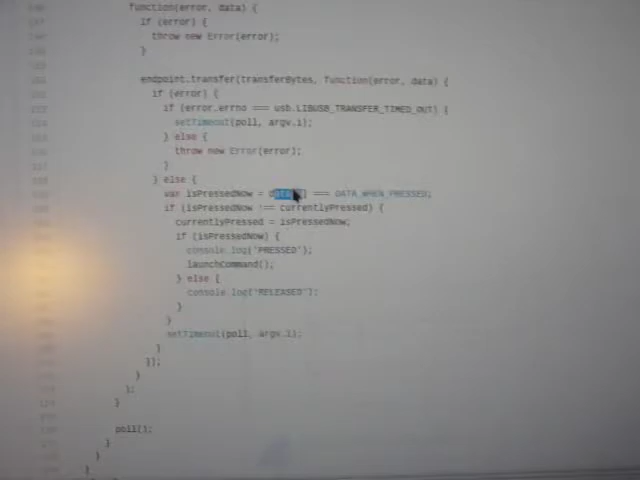 function(error, data) {
if (error) {
throw new Error(error);
}
endpoint.transfer(transferBytes, function(error, data) {
if (error) {
if (error.errno === usb.LIBUSB_TRANSFER_TIMED_OUT) {
setTimeout(poll, argv.i);
} else {
throw new Error(error);
}
} else {
var isPressedNow = === DATA_WHEN_PRESSED;
if (isPressedNow !== currentlyPressed) {
currentlyPressed = isPressedNow;
if (isPressedNow) {
console.log('PRESSED');
launchCommand();
} else {
console.log('RELEASED');
}
}
setTimeout(poll, argv.i);
}
});
}
);
}
poll();
}
}
}